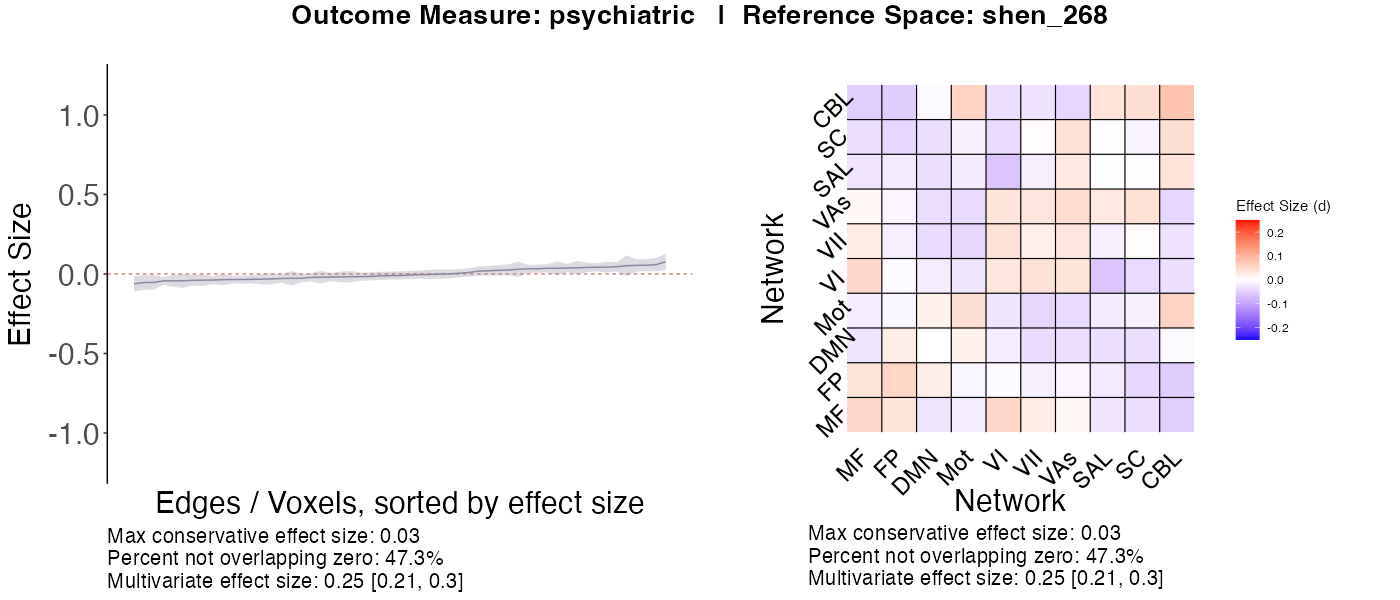 Outcome Measure: psychiatric | Reference Space: shen_268
Effect Size
1.0
0.5
0.0
-0.5
-1.0
Edges / Voxels, sorted by effect size
Max conservative effect size: 0.03
Percent not overlapping zero: 47.3%
Multivariate effect size: 0.25 [0.21, 0.3]
Network
CBL
SC
SAL
VAs
VII
VI
Mot
DMN
FP
MF
MF FP DMN Mot VI VII VAs SAL SC CBL
Network
Max conservative effect size: 0.03
Percent not overlapping zero: 47.3%
Multivariate effect size: 0.25 [0.21, 0.3]
Effect Size (d)
0.2
0.1
0.0
-0.1
-0.2